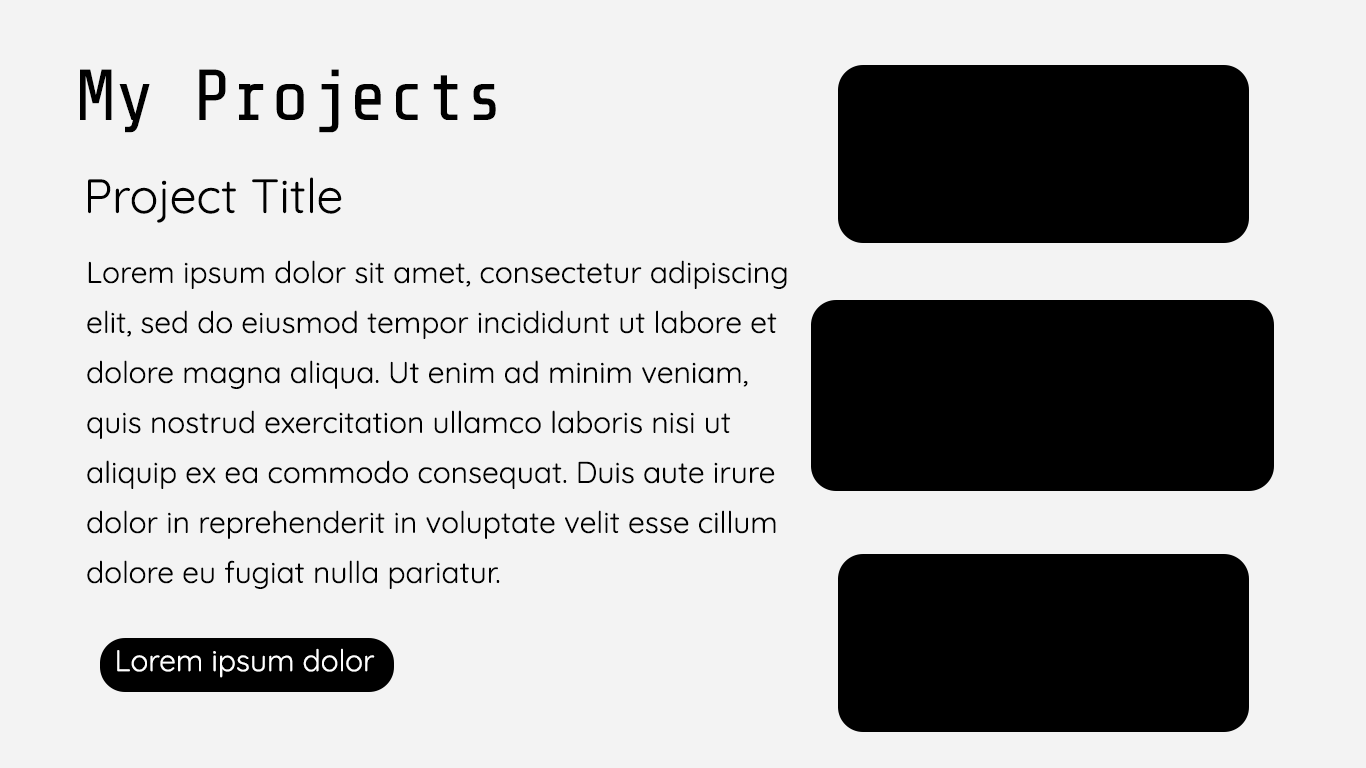 My Projects
Project Title
Lorem ipsum dolor sit amet, consectetur adipiscing
elit, sed do eiusmod tempor incididunt ut labore et
dolore magna aliqua. Ut enim ad minim veniam,
quis nostrud exercitation ullamco laboris nisi ut
aliquip ex ea commodo consequat. Duis aute irure
dolor in reprehenderit in voluptate velit esse cillum
dolore eu fugiat nulla pariatur.
Lorem ipsum dolor